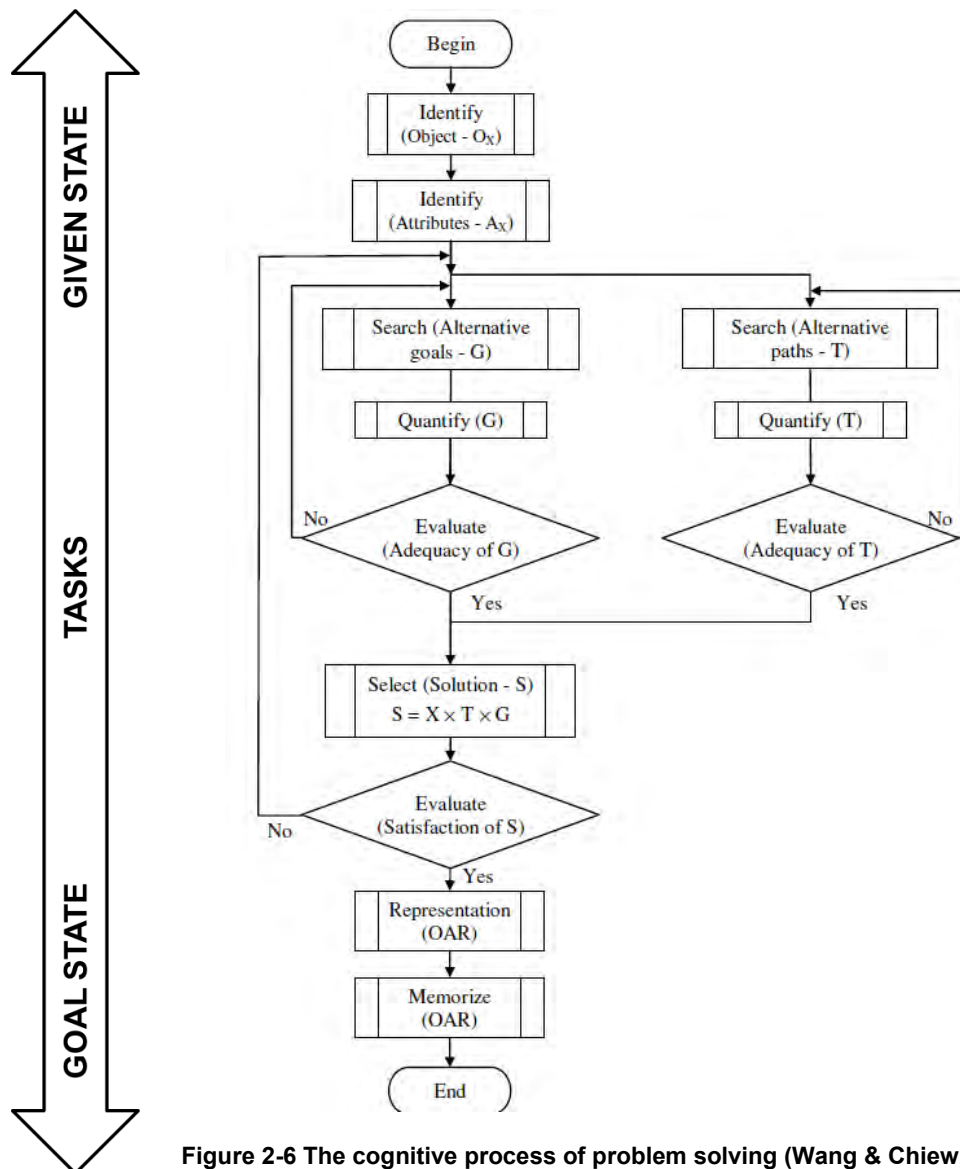 GIVEN STATE
TASKS
GOAL STATE
Begin
Identify
(Object - OX)
Identify
(Attributes - AX)
Search (Alternative
goals - G)
Search (Alternative
paths - T)
Quantify (G)
Quantify (T)
No
Evaluate
(Adequacy of G)
Evaluate
(Adequacy of T)
No
Yes
Yes
Select (Solution - S)
S = X × T × G
Evaluate
(Satisfaction of S)
No
Yes
Representation
(OAR)
Memorize
(OAR)
End
Figure 2-6 The cognitive process of problem solving (Wang & Chiew